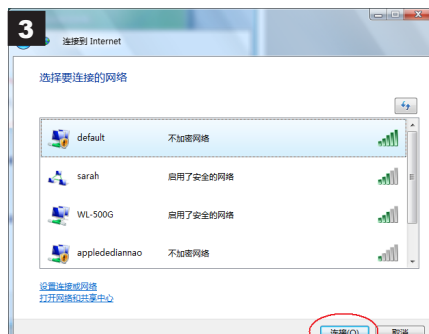 3
连接到 Internet
选择要连接的网络
default 不加密网络
sarah 启用了安全的网络
WL-500G 启用了安全的网络
appledediannao 不加密网络
设置连接或网络
打开网络和共享中心
连接(O) 取消